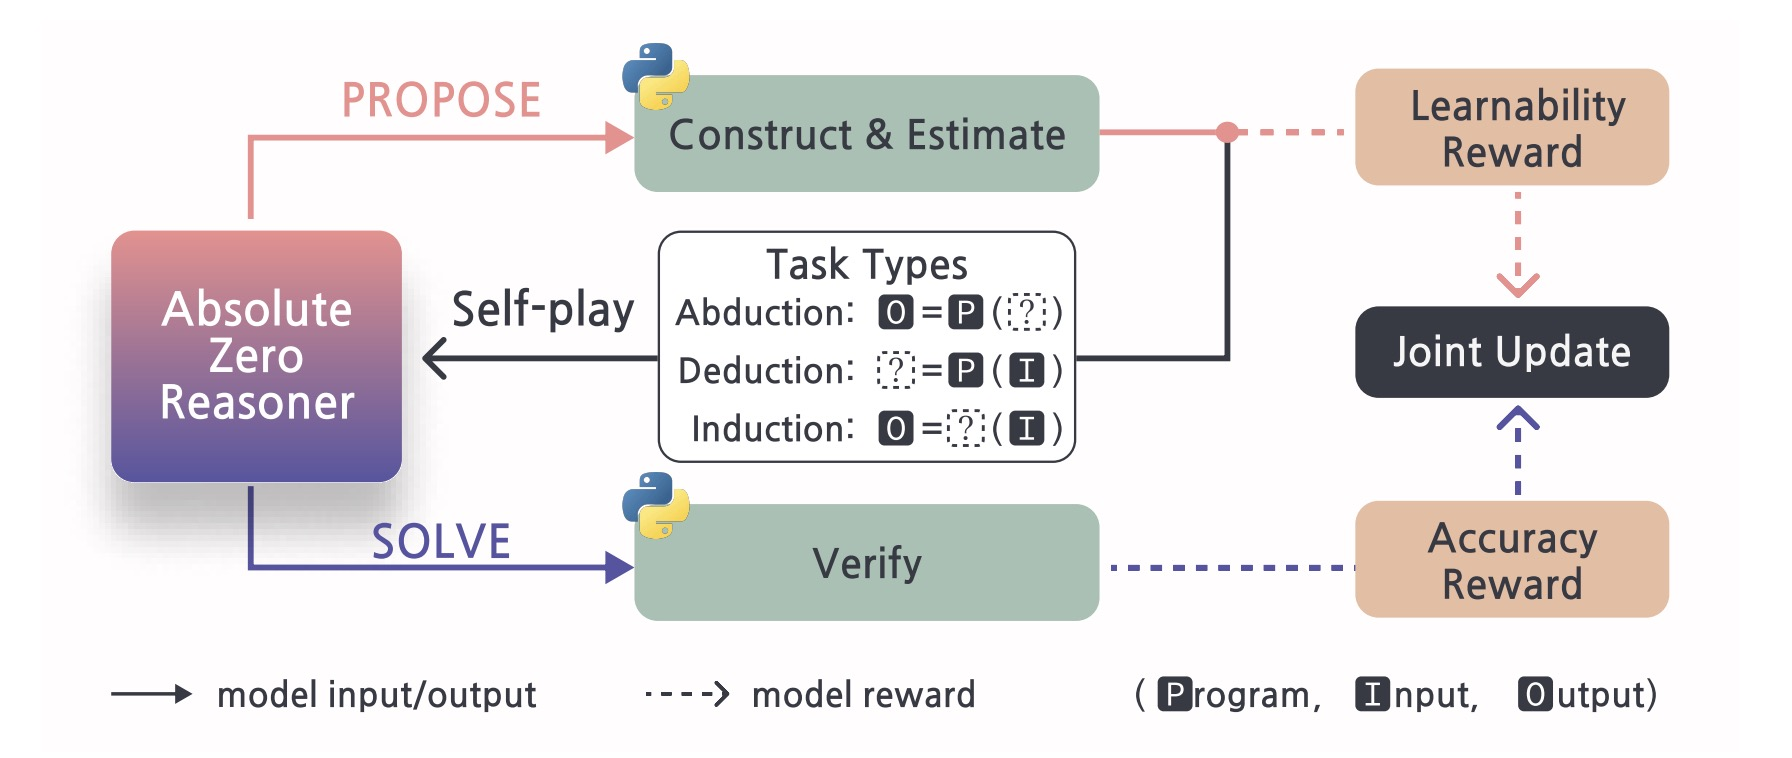 PROPOSE
Construct & Estimate
Learnability
Reward
Absolute
Zero
Reasoner
Self-play
Task Types
Abduction: O = P ( ? )
Deduction: ? = P ( I )
Induction: O = ? ( I )
Joint Update
SOLVE
Verify
Accuracy
Reward
model input/output
model reward
( Program, Input, Output)